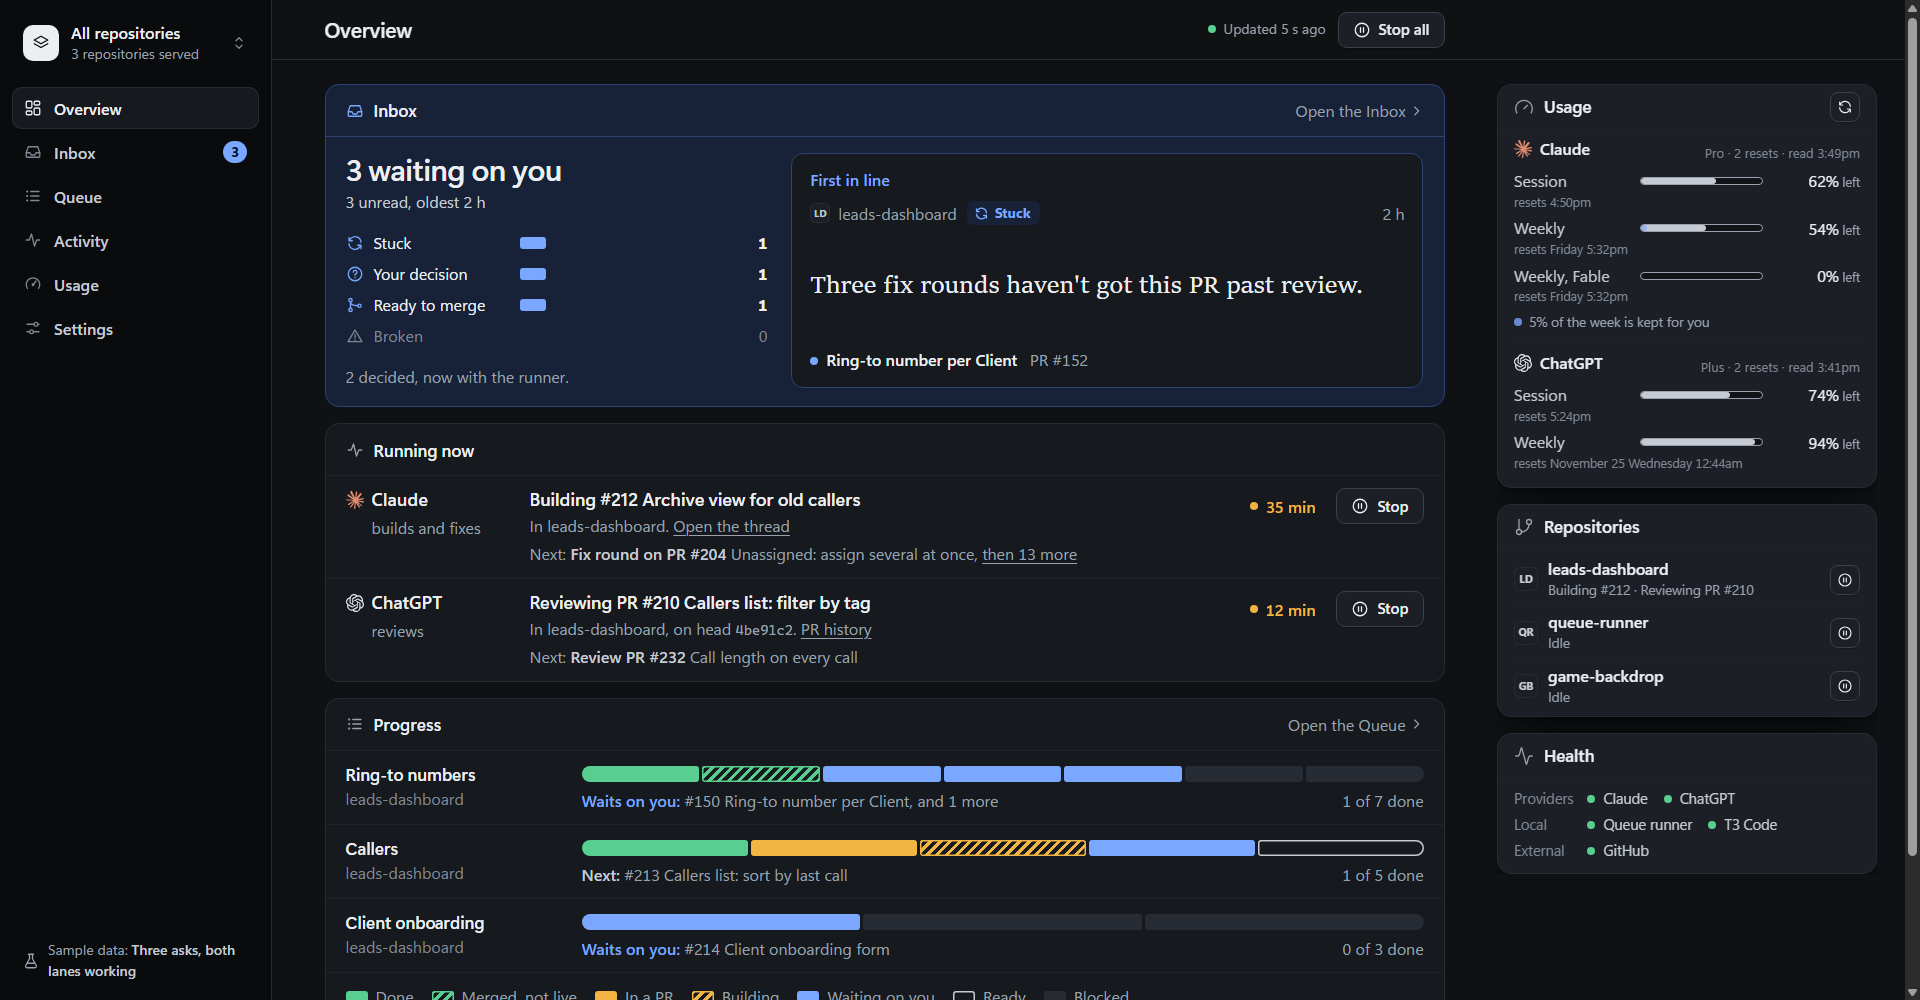 All repositories
3 repositories served
Overview
Inbox 3
Queue
Activity
Usage
Settings
Sample data: Three asks, both
lanes working
Overview
Updated 5 s ago
Stop all
Inbox
Open the Inbox
3 waiting on you
3 unread, oldest 2 h
Stuck 1
Your decision 1
Ready to merge 1
Broken 0
2 decided, now with the runner.
First in line
LD leads-dashboard Stuck 2 h
Three fix rounds haven't got this PR past review.
Ring-to number per Client PR #152
Running now
Claude
builds and fixes
Building #212 Archive view for old callers
In leads-dashboard. Open the thread
Next: Fix round on PR #204 Unassigned: assign several at once, then 13 more
35 min
Stop
ChatGPT
reviews
Reviewing PR #210 Callers list: filter by tag
In leads-dashboard, on head 4be91c2. PR history
Next: Review PR #232 Call length on every call
12 min
Stop
Progress
Open the Queue
Ring-to numbers
leads-dashboard
Waits on you: #150 Ring-to number per Client, and 1 more
1 of 7 done
Callers
leads-dashboard
Next: #213 Callers list: sort by last call
1 of 5 done
Client onboarding
leads-dashboard
Waits on you: #214 Client onboarding form
0 of 3 done
Done Merged, not live In a PR Building Waiting on you Ready Blocked
Usage
Claude
Pro · 2 resets · read 3:49pm
Session 62% left
resets 4:50pm
Weekly 54% left
resets Friday 5:32pm
Weekly, Fable 0% left
resets Friday 5:32pm
5% of the week is kept for you
ChatGPT
Plus · 2 resets · read 3:41pm
Session 74% left
resets 5:24pm
Weekly 94% left
resets November 25 Wednesday 12:44am
Repositories
LD leads-dashboard
Building #212 · Reviewing PR #210
QR queue-runner
Idle
GB game-backdrop
Idle
Health
Providers Claude ChatGPT
Local Queue runner T3 Code
External GitHub